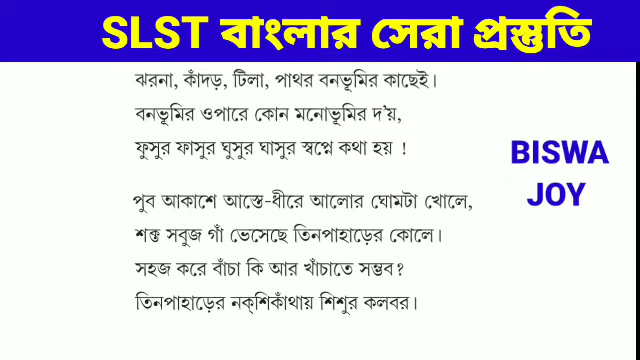 SLST বাংলার সেরা প্রস্তুতি
ঝরনা, কাঁদড়, টিলা, পাথর বনভূমির কাছেই।
বনভূমির ওপারে কোন মনোভূমির দ'য়,
ফুসুর ফাসুর ঘুসুর ঘাসুর স্বপ্নে কথা হয় !
পুব আকাশে আস্তে-ধীরে আলোর ঘোমটা খোলে,
শক্ত সবুজ গাঁ ভেসেছে তিনপাহাড়ের কোলে।
সহজ করে বাঁচা কি আর খাঁচাতে সম্ভব?
তিনপাহাড়ের নক্‌শিকাঁথায় শিশুর কলবর।
BISWA
JOY